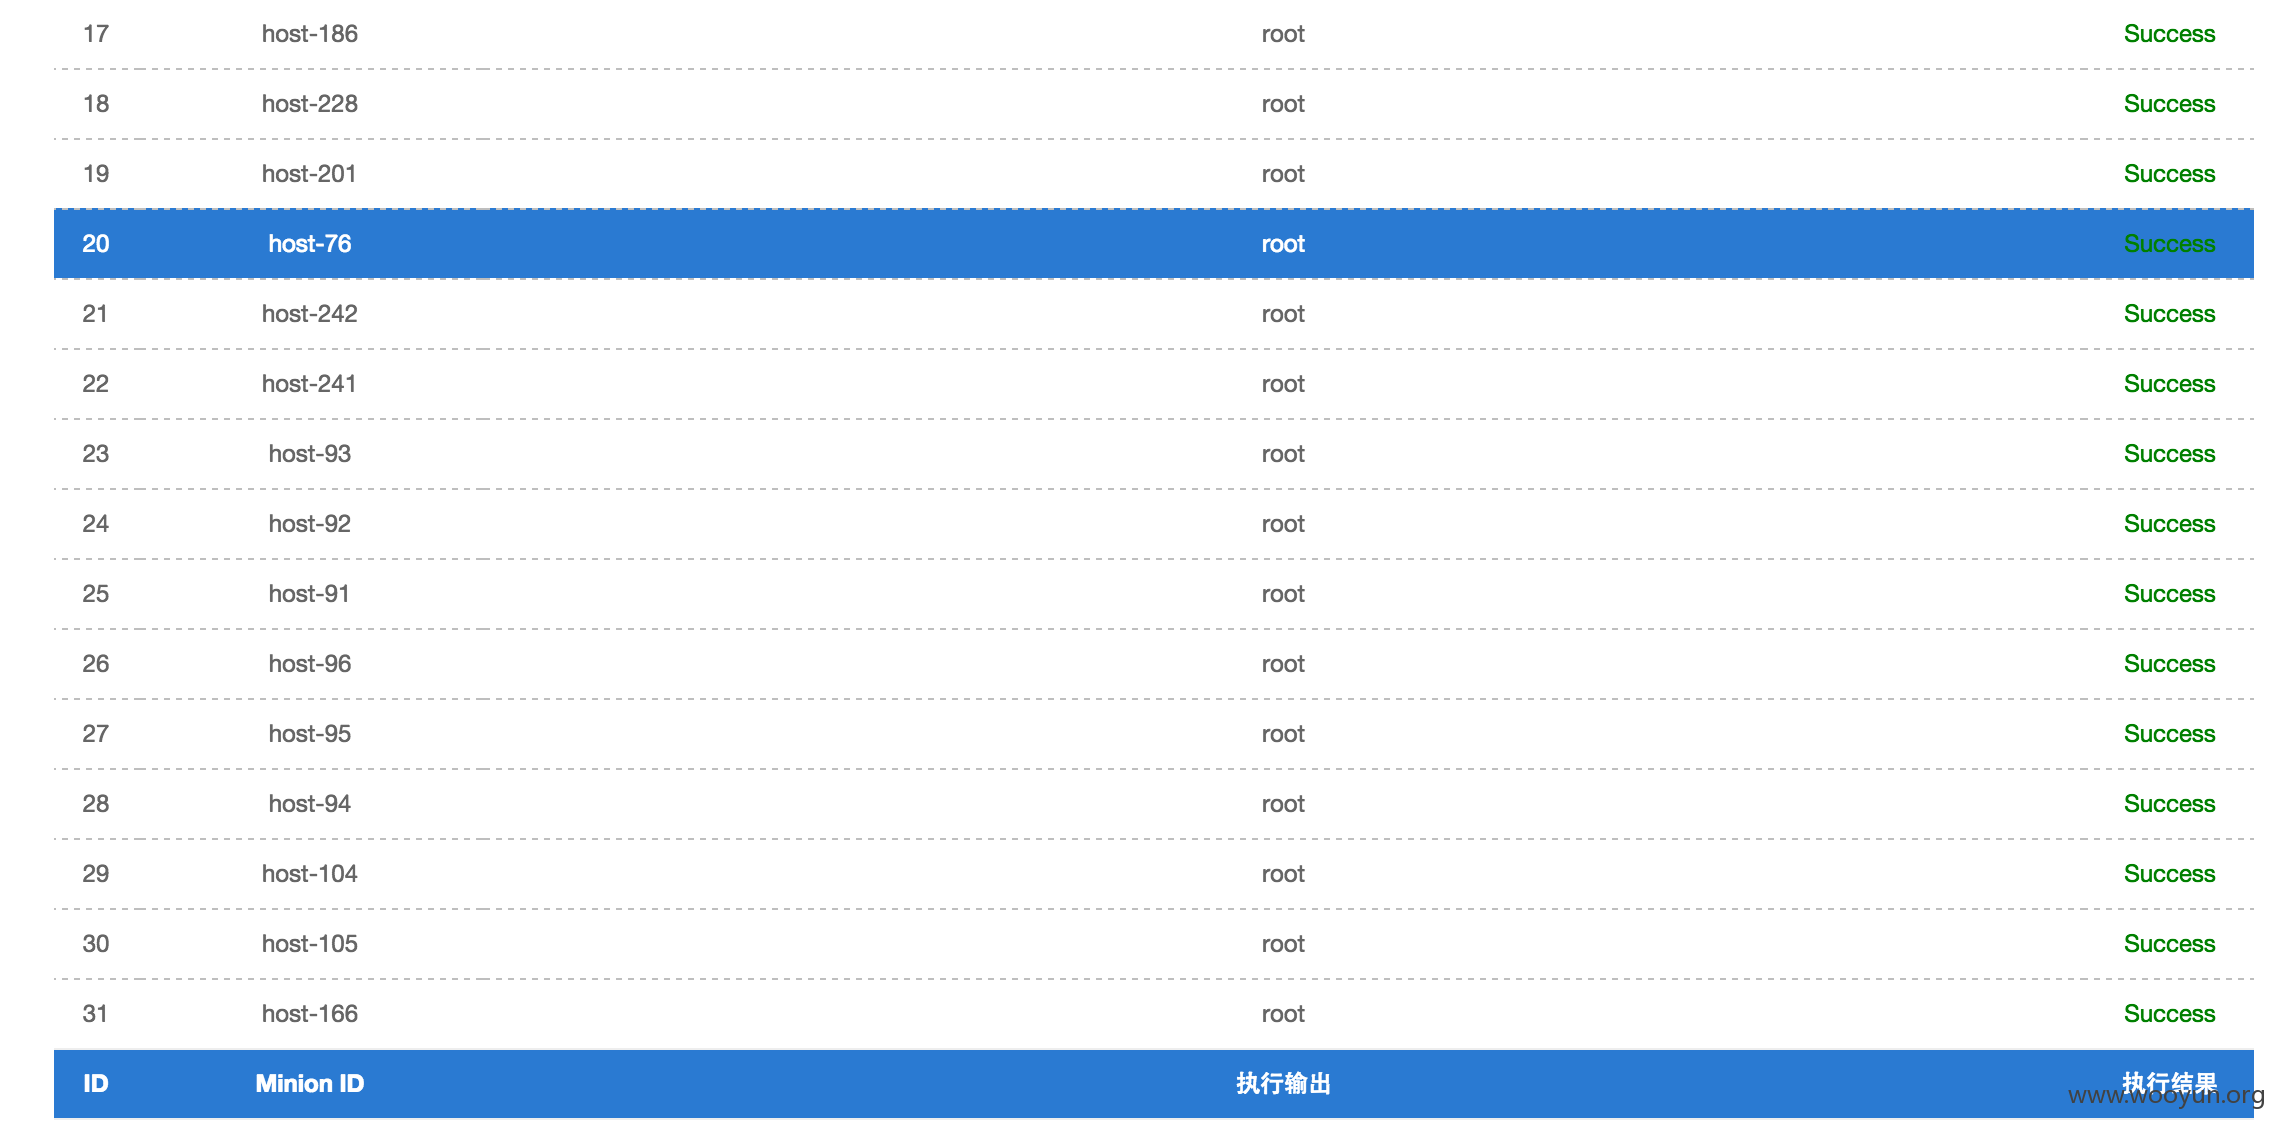 17 host-186 root Success
18 host-228 root Success
19 host-201 root Success
20 host-76 root Success
21 host-242 root Success
22 host-241 root Success
23 host-93 root Success
24 host-92 root Success
25 host-91 root Success
26 host-96 root Success
27 host-95 root Success
28 host-94 root Success
29 host-104 root Success
30 host-105 root Success
31 host-166 root Success
ID Minion ID 执行输出 执行结果
www.wooyun.org